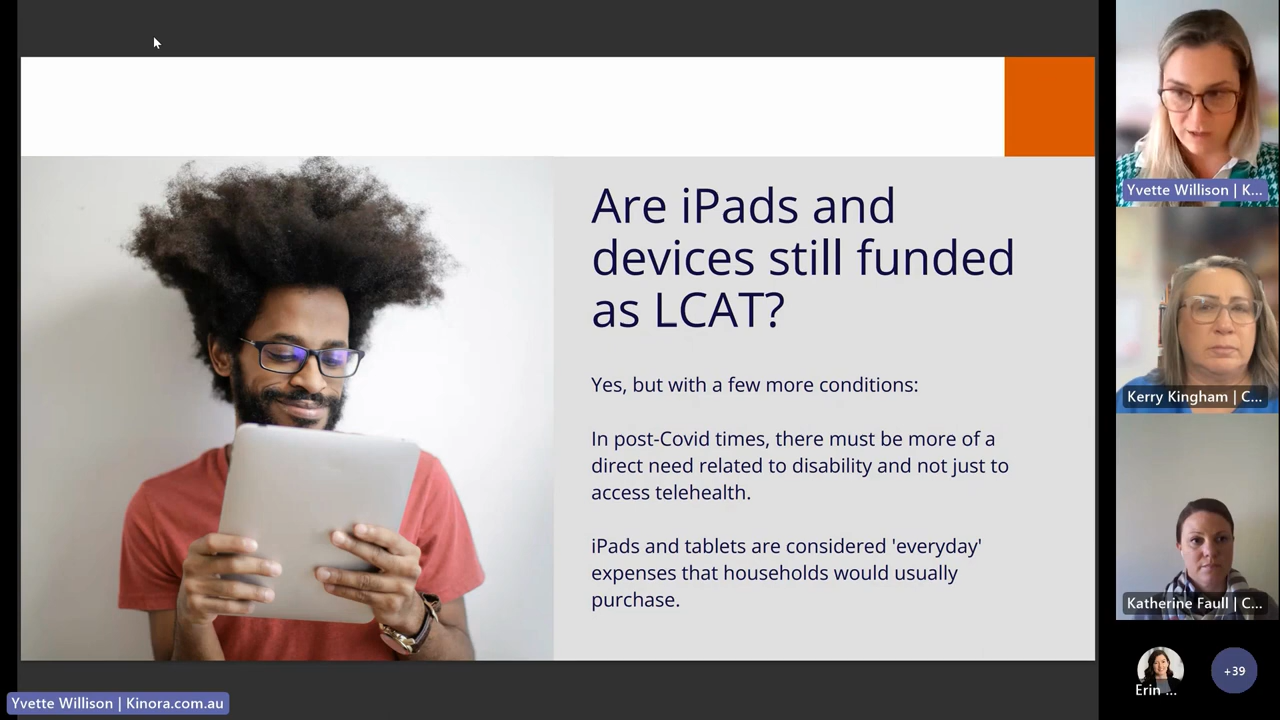 Are iPads and
devices still funded
as LCAT?
Yes, but with a few more conditions:
In post-Covid times, there must be more of a
direct need related to disability and not just to
access telehealth.
iPads and tablets are considered 'everyday'
expenses that households would usually
purchase.
Yvette Willison | K...
Kerry Kingham | C...
Katherine Faull | C...
Erin ...
+39
Yvette Willison | Kinora.com.au